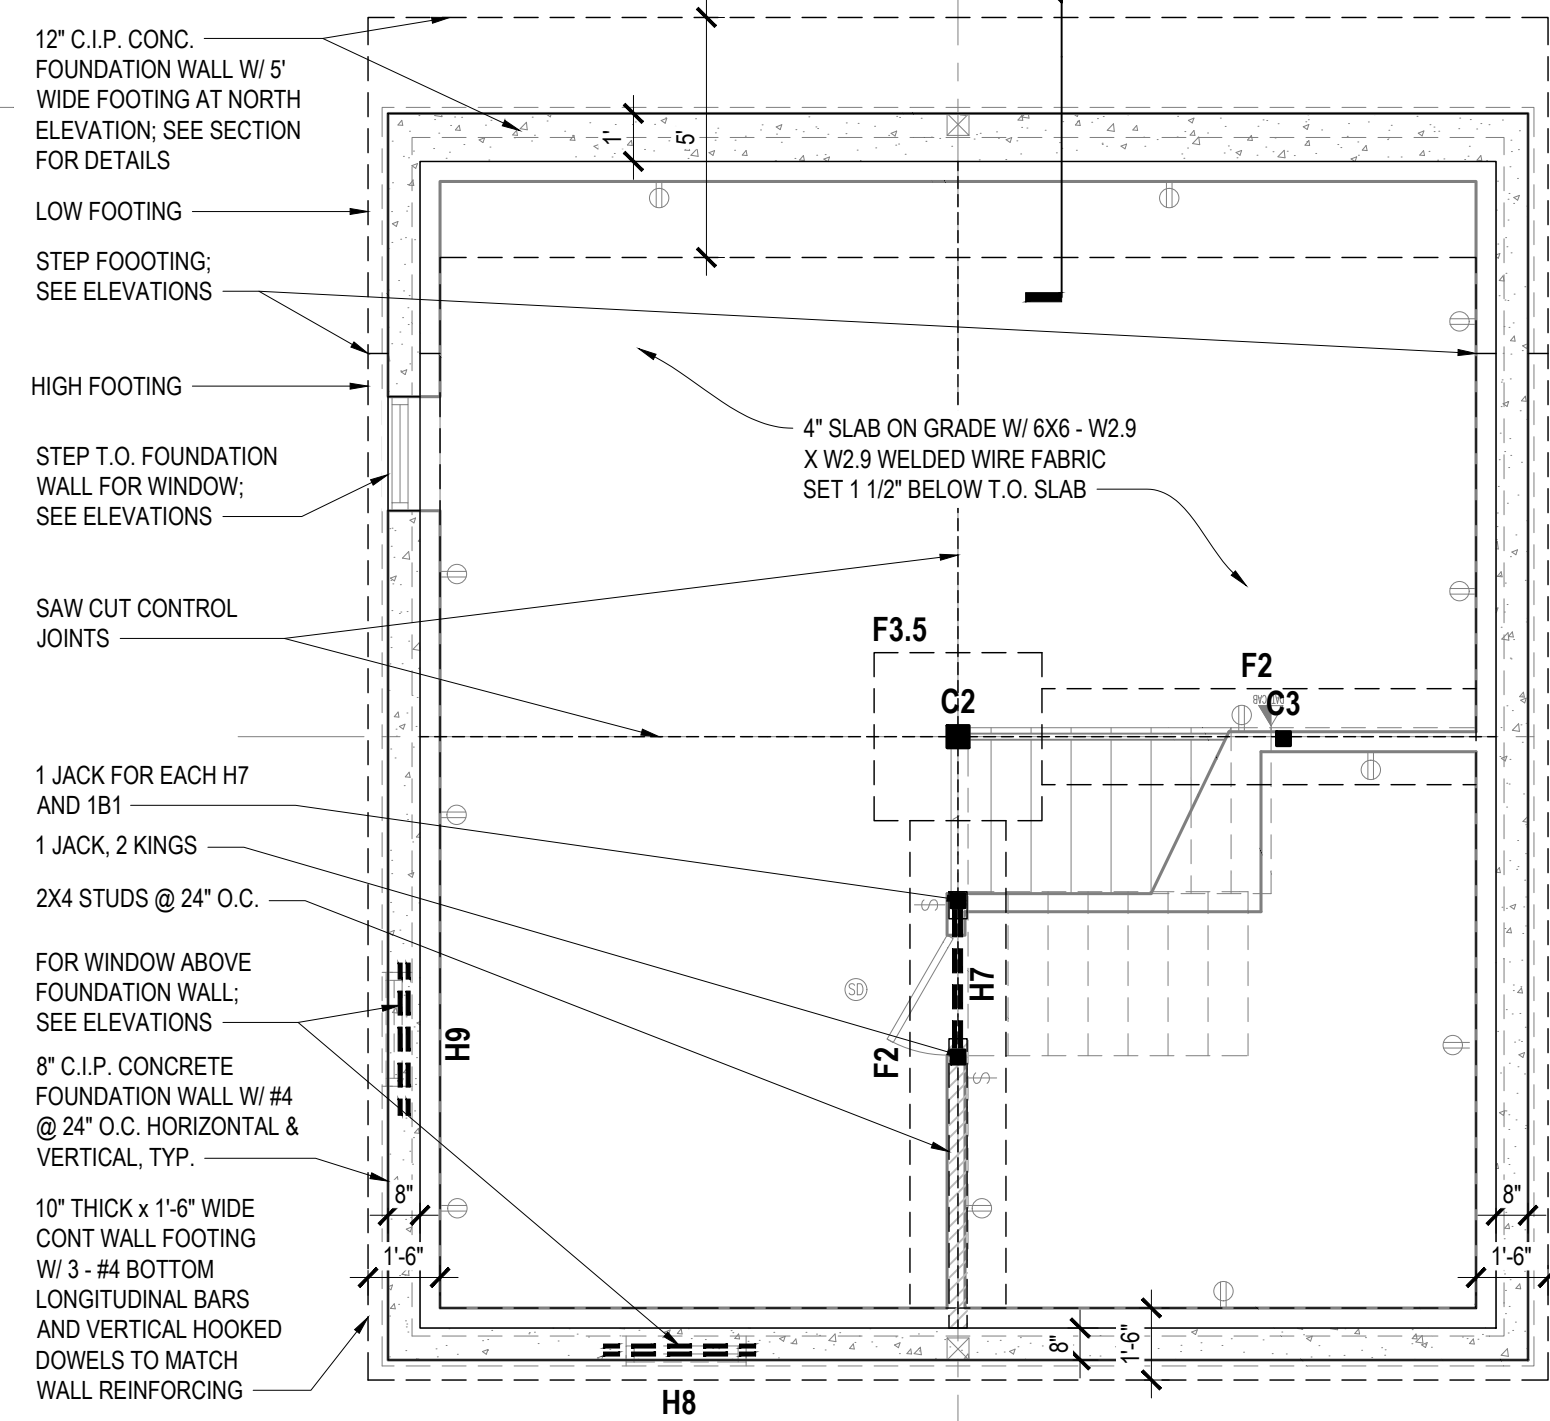 12" C.I.P. CONC.
FOUNDATION WALL W/ 5'
WIDE FOOTING AT NORTH
ELEVATION; SEE SECTION
FOR DETAILS
LOW FOOTING
STEP FOOOTING;
SEE ELEVATIONS
HIGH FOOTING
STEP T.O. FOUNDATION
WALL FOR WINDOW;
SEE ELEVATIONS
SAW CUT CONTROL
JOINTS
1 JACK FOR EACH H7
AND 1B1
1 JACK, 2 KINGS
2X4 STUDS @ 24" O.C.
FOR WINDOW ABOVE
FOUNDATION WALL;
SEE ELEVATIONS
8" C.I.P. CONCRETE
FOUNDATION WALL W/ #4
@ 24" O.C. HORIZONTAL &
VERTICAL, TYP.
10" THICK x 1'-6" WIDE
CONT WALL FOOTING
W/ 3 - #4 BOTTOM
LONGITUDINAL BARS
AND VERTICAL HOOKED
DOWELS TO MATCH
WALL REINFORCING
1'
5'
4" SLAB ON GRADE W/ 6X6 - W2.9
X W2.9 WELDED WIRE FABRIC
SET 1 1/2" BELOW T.O. SLAB
F3.5
C2
F2
C3
S
SD
H7
F2
S
H9
8"
1'-6"
8"
1'-6"
8"
1'-6"
H8